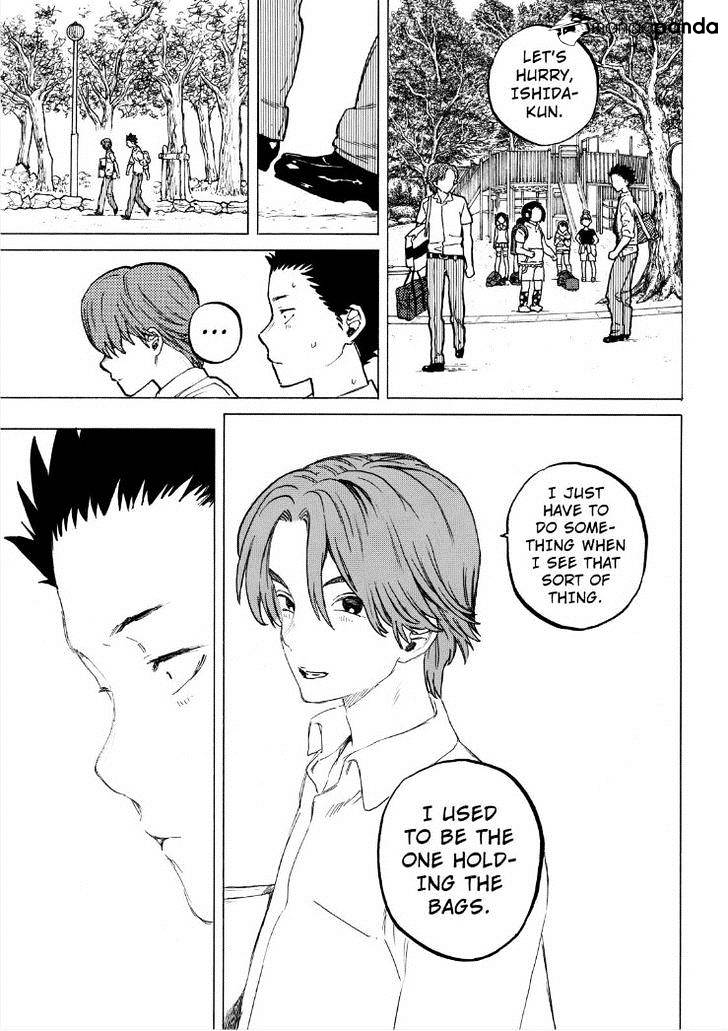 mangapanda
LET'S
HURRY,
ISHIDA-
KUN.
...
I JUST
HAVE TO
DO SOME-
THING WHEN
I SEE THAT
SORT OF
THING.
I USED
TO BE THE
ONE HOLD-
ING THE
BAGS.